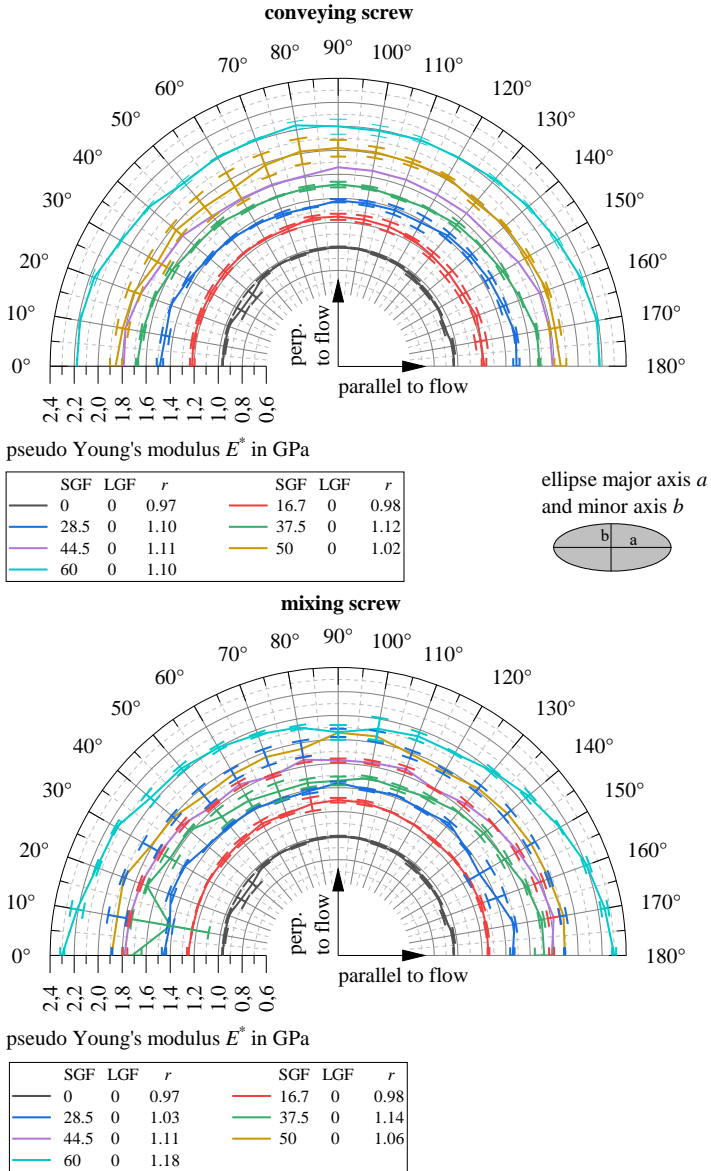 conveying screw
90°
80° 100°
70° 110°
60° 120°
50° 130°
40° 140°
30° 150°
20° 160°
10° 170°
0° 180°
perp.
to flow
parallel to flow
2,4 2,2 2,0 1,8 1,6 1,4 1,2 1,0 0,8 0,6
pseudo Young's modulus E* in GPa
SGF LGF r SGF LGF r
0 0 0.97 16.7 0 0.98
28.5 0 1.10 37.5 0 1.12
44.5 0 1.11 50 0 1.02
60 0 1.10
ellipse major axis a
and minor axis b
b a
mixing screw
90°
80° 100°
70° 110°
60° 120°
50° 130°
40° 140°
30° 150°
20° 160°
10° 170°
0° 180°
perp.
to flow
parallel to flow
2,4 2,2 2,0 1,8 1,6 1,4 1,2 1,0 0,8 0,6
pseudo Young's modulus E* in GPa
SGF LGF r SGF LGF r
0 0 0.97 16.7 0 0.98
28.5 0 1.03 37.5 0 1.14
44.5 0 1.11 50 0 1.06
60 0 1.18